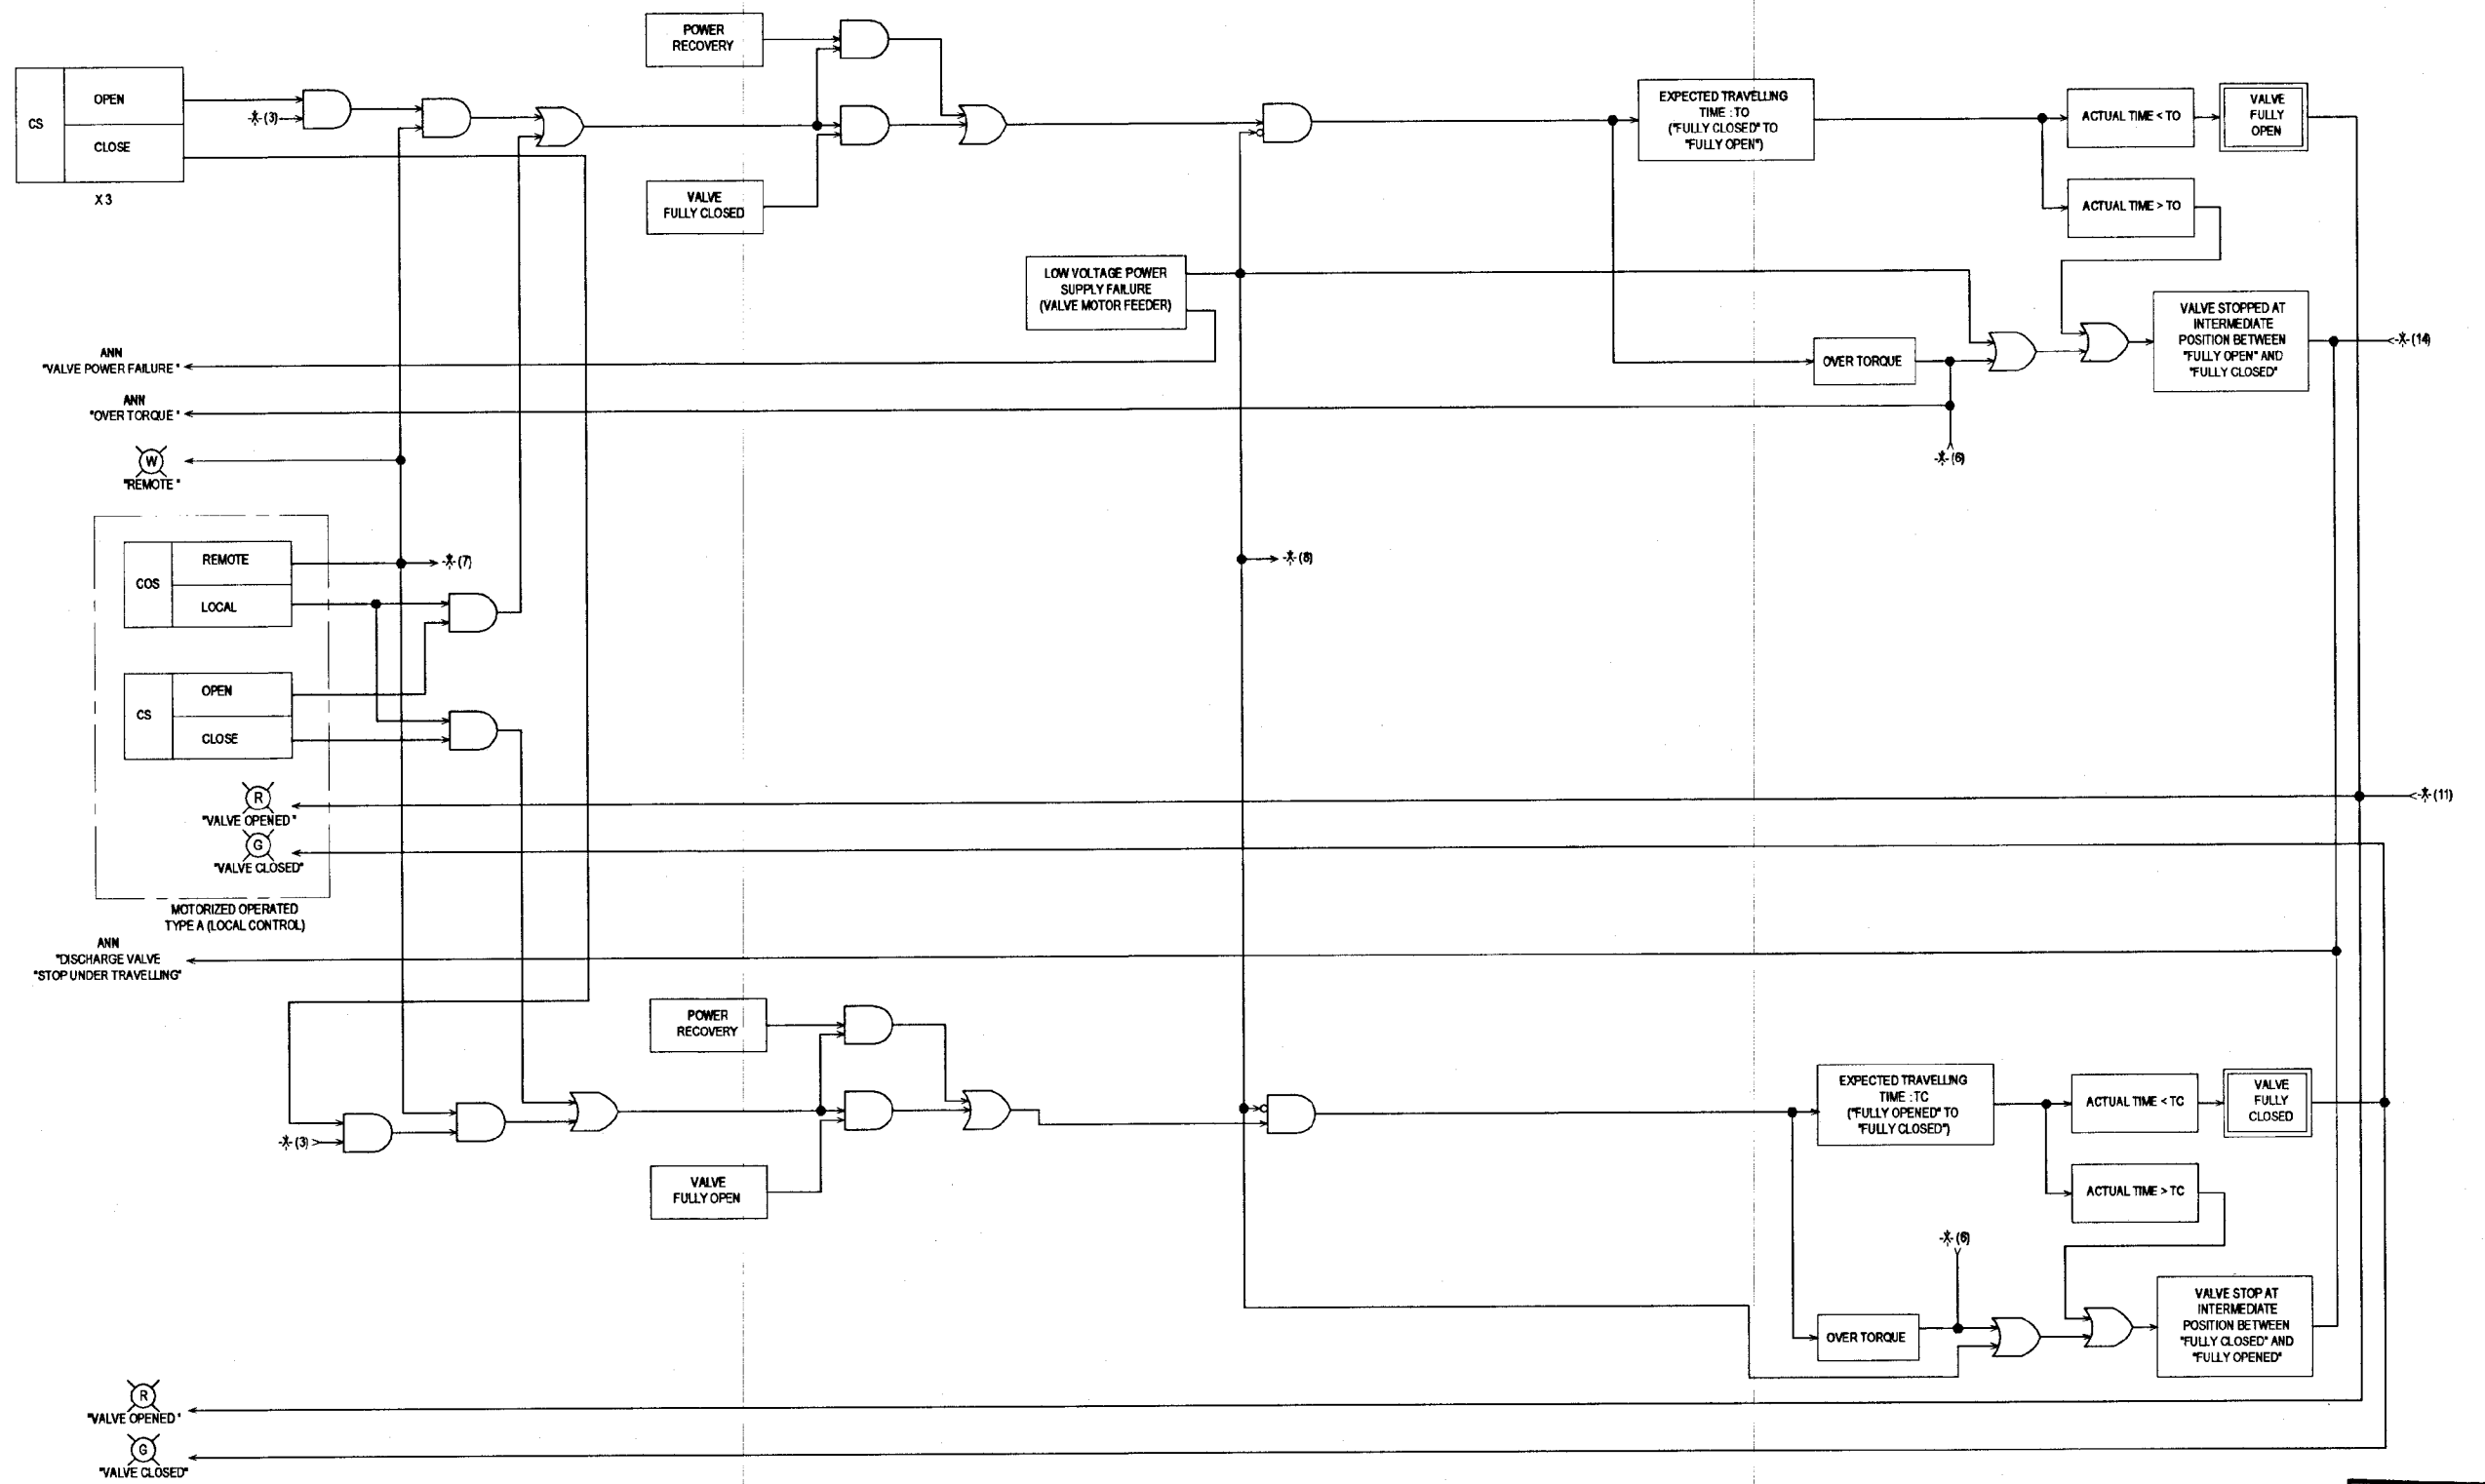 POWER
RECOVERY
CS
OPEN
CLOSE
X 3
-*- (3)
VALVE
FULLY CLOSED
EXPECTED TRAVELLING
TIME : TO
("FULLY CLOSED" TO
"FULLY OPEN")
ACTUAL TIME < TO
VALVE
FULLY
OPEN
ACTUAL TIME > TO
LOW VOLTAGE POWER
SUPPLY FAILURE
(VALVE MOTOR FEEDER)
VALVE STOPPED AT
INTERMEDIATE
POSITION BETWEEN
"FULLY OPEN" AND
"FULLY CLOSED"
-*- (14)
OVER TORQUE
-*- (6)
ANN
"VALVE POWER FAILURE "
ANN
"OVER TORQUE "
W
"REMOTE "
COS
REMOTE
LOCAL
-*- (7)
-*- (8)
CS
OPEN
CLOSE
R
"VALVE OPENED "
-*- (11)
G
"VALVE CLOSED"
MOTORIZED OPERATED
TYPE A (LOCAL CONTROL)
ANN
"DISCHARGE VALVE
"STOP UNDER TRAVELLING"
POWER
RECOVERY
-*- (3)
VALVE
FULLY OPEN
EXPECTED TRAVELLING
TIME : TC
("FULLY OPENED" TO
"FULLY CLOSED")
ACTUAL TIME < TC
VALVE
FULLY
CLOSED
ACTUAL TIME > TC
-*- (6)
OVER TORQUE
VALVE STOP AT
INTERMEDIATE
POSITION BETWEEN
"FULLY CLOSED" AND
"FULLY OPENED"
R
"VALVE OPENED "
G
"VALVE CLOSED"